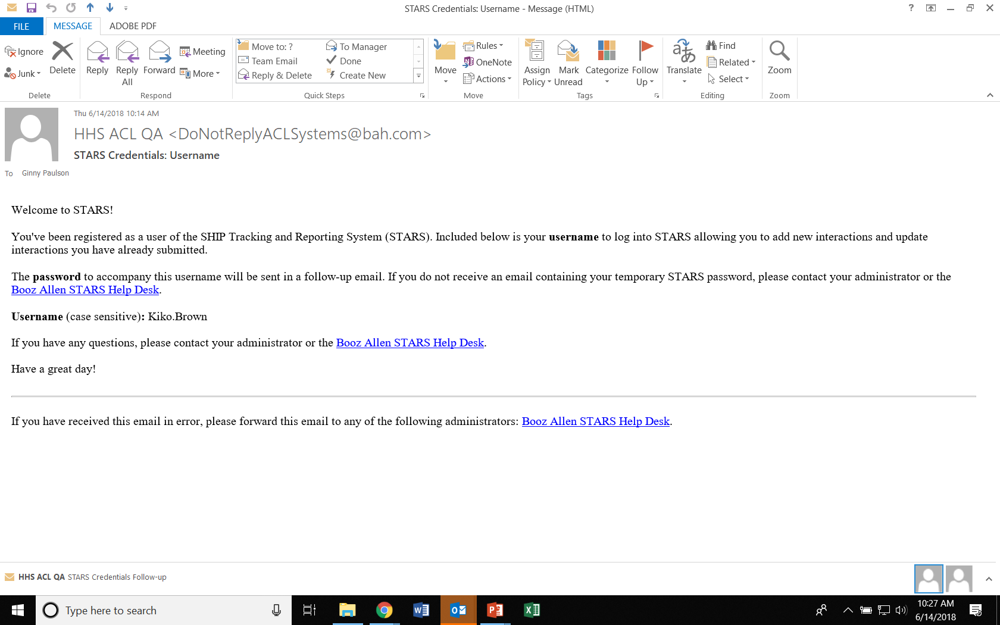 STARS Credentials: Username - Message (HTML)
?
FILE
MESSAGE
ADOBE PDF
Ignore
Junk
Delete
Delete
Reply
Reply All
Forward
Meeting
More
Respond
Move to: ?
Team Email
Reply & Delete
To Manager
Done
Create New
Quick Steps
Move
Rules
OneNote
Actions
Move
Assign Policy
Mark Unread
Categorize
Follow Up
Tags
Translate
Find
Related
Select
Editing
Zoom
Zoom
Thu 6/14/2018 10:14 AM
HHS ACL QA <DoNotReplyACLSystems@bah.com>
STARS Credentials: Username
To Ginny Paulson
Welcome to STARS!
You've been registered as a user of the SHIP Tracking and Reporting System (STARS). Included below is your username to log into STARS allowing you to add new interactions and update
interactions you have already submitted.
The password to accompany this username will be sent in a follow-up email. If you do not receive an email containing your temporary STARS password, please contact your administrator or the
Booz Allen STARS Help Desk.
Username (case sensitive): Kiko.Brown
If you have any questions, please contact your administrator or the Booz Allen STARS Help Desk.
Have a great day!
If you have received this email in error, please forward this email to any of the following administrators: Booz Allen STARS Help Desk.
HHS ACL QA STARS Credentials Follow-up
Type here to search
10:27 AM
6/14/2018